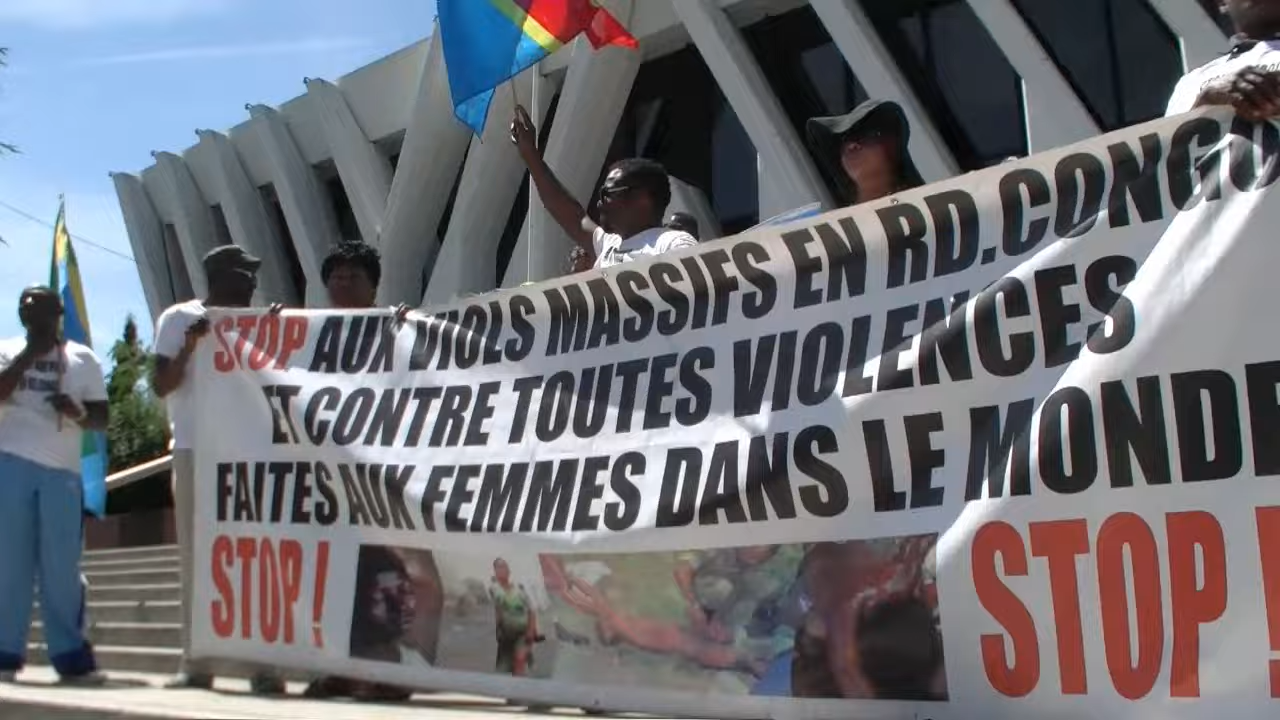 STOP AUX VIOLS MASSIFS EN RD.CONGO
ET CONTRE TOUTES VIOLENCES
FAITES AUX FEMMES DANS LE MONDE
STOP !
STOP !